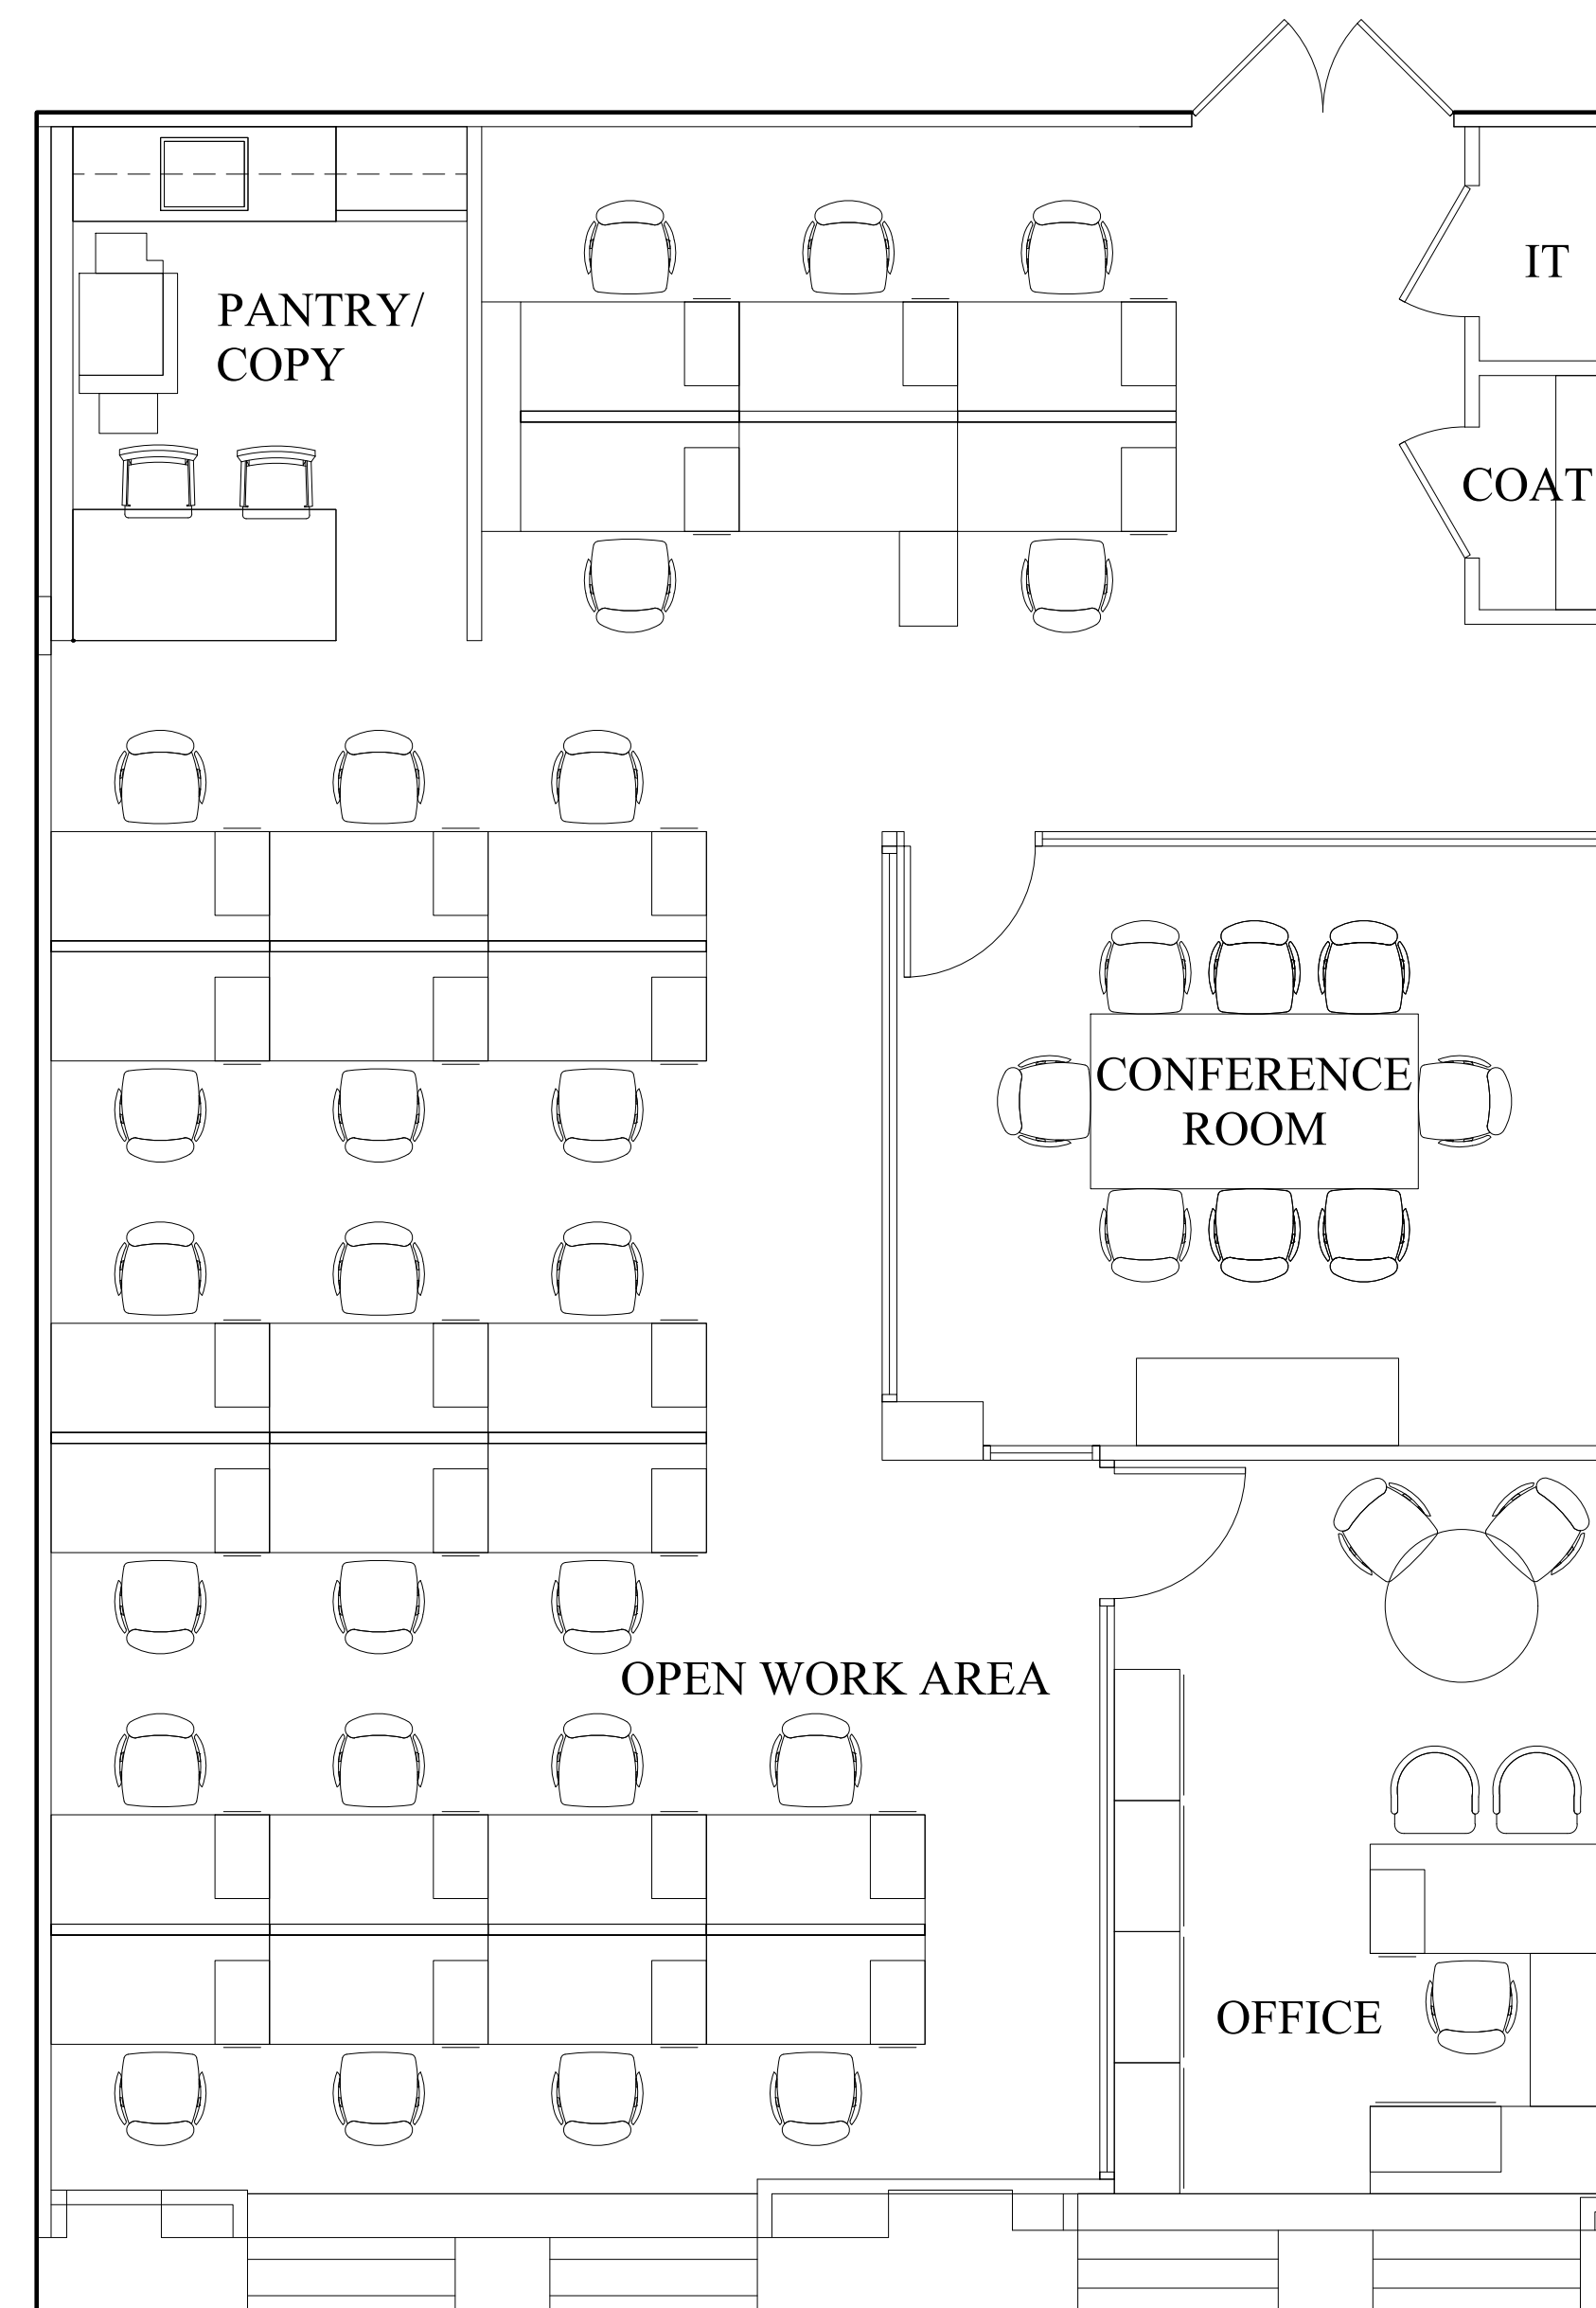 IT
PANTRY/
COPY
COAT
CONFERENCE
ROOM
OPEN WORK AREA
OFFICE